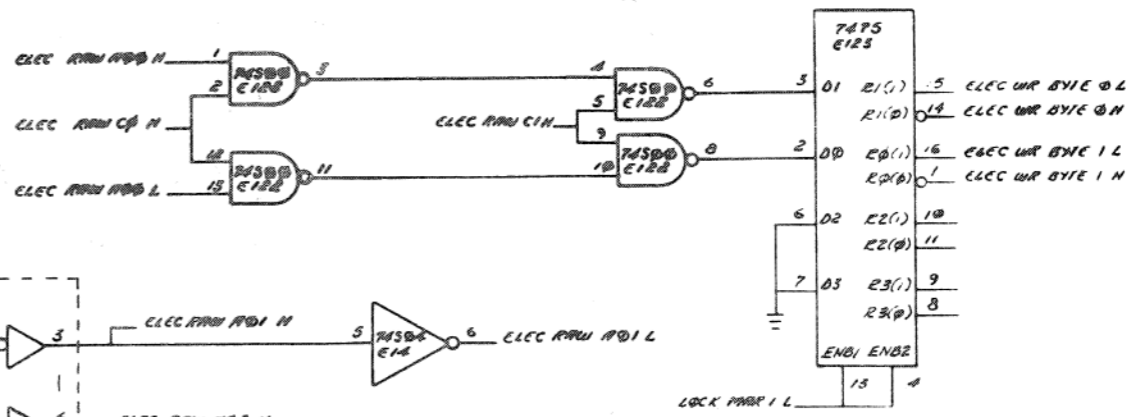 7475
E123
ELEC RAW A00 H
1
2
74S00
E122
3
4
5
74S00
E122
6
3
D1
R1(1)
5
ELEC WR BYTE 0 L
R1(0)
14
ELEC WR BYTE 0 H
ELEC RAW C0 H
ELEC RAW C1 H
12
13
74S00
E122
11
9
10
74S00
E122
8
2
D0
R0(1)
16
ELEC WR BYTE 1 L
R0(0)
1
ELEC WR BYTE 1 H
ELEC RAW A00 L
6
D2
R2(1)
10
R2(0)
11
7
D3
R3(1)
9
R3(0)
8
3
ELEC RAW A01 H
5
74S04
E14
6
ELEC RAW A01 L
ENB1
ENB2
13
4
LOCK MAR 1 L